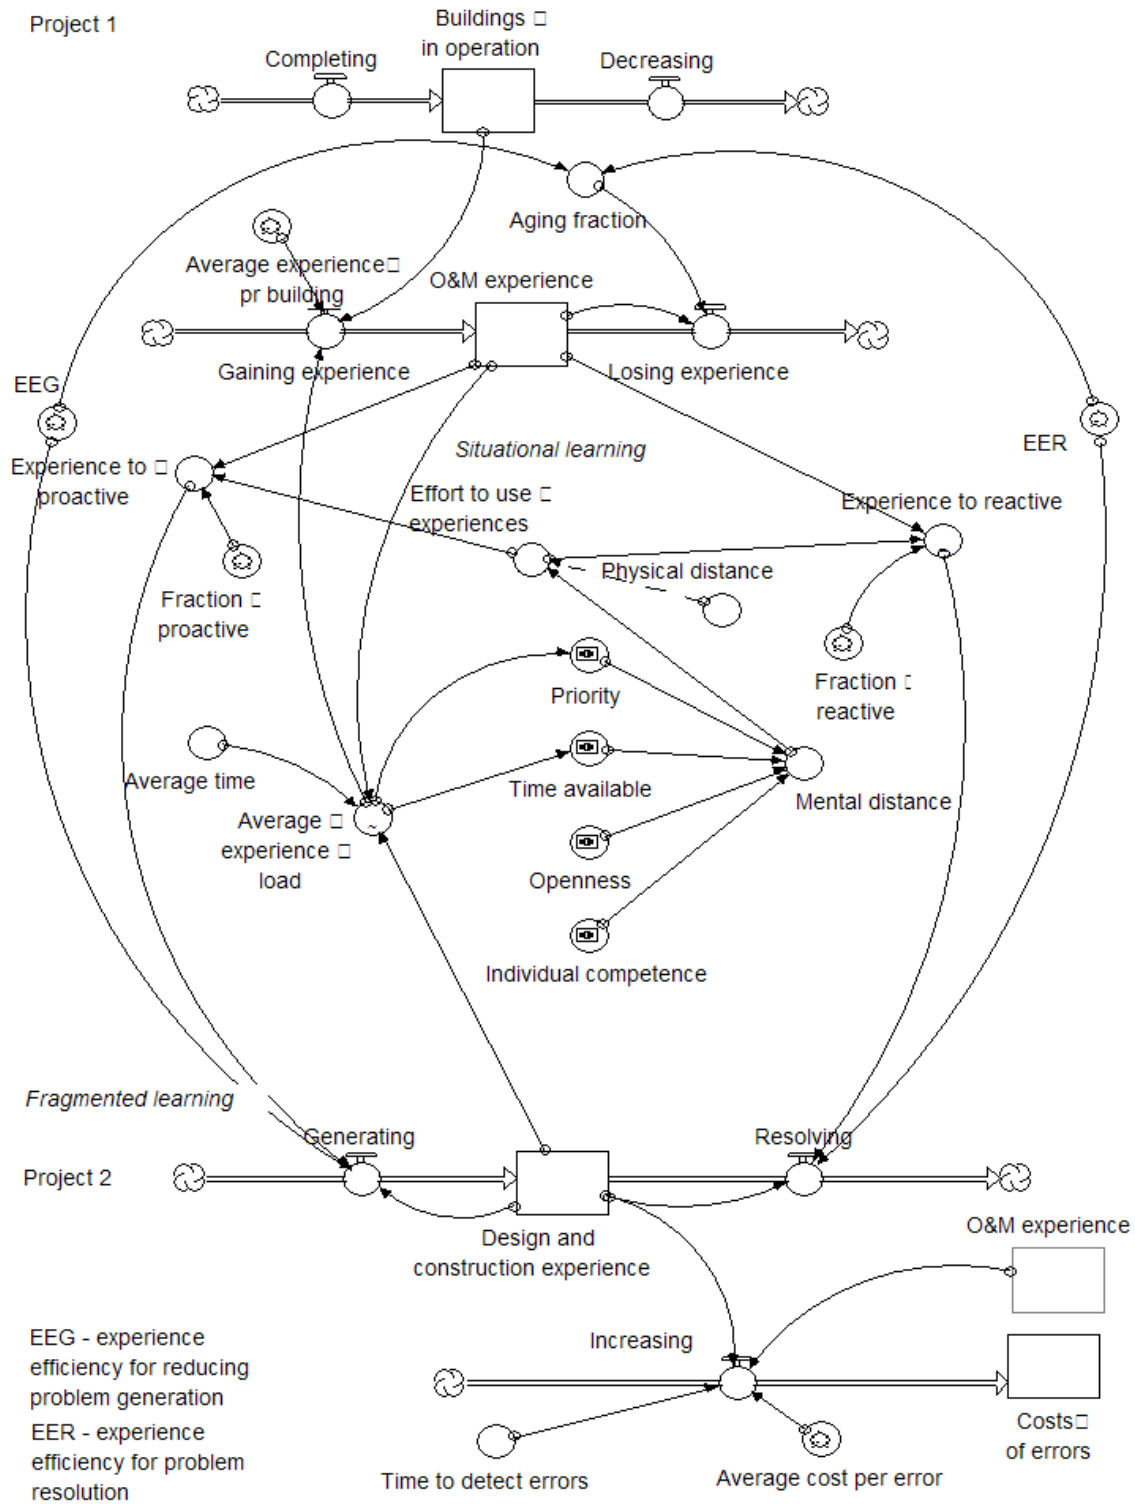 Project 1
Buildings
in operation
Completing
Decreasing
Aging fraction
Average experience
pr building
O&M experience
Gaining experience
Losing experience
EEG
EER
Situational learning
Experience to
proactive
Effort to use
experiences
Experience to reactive
Physical distance
Fraction
proactive
Fraction
reactive
Priority
Average time
Time available
Mental distance
Average
experience
load
Openness
Individual competence
Fragmented learning
Generating
Resolving
Project 2
Design and
construction experience
O&M experience
Increasing
EEG - experience
efficiency for reducing
problem generation
EER - experience
efficiency for problem
resolution
Costs
of errors
Time to detect errors
Average cost per error